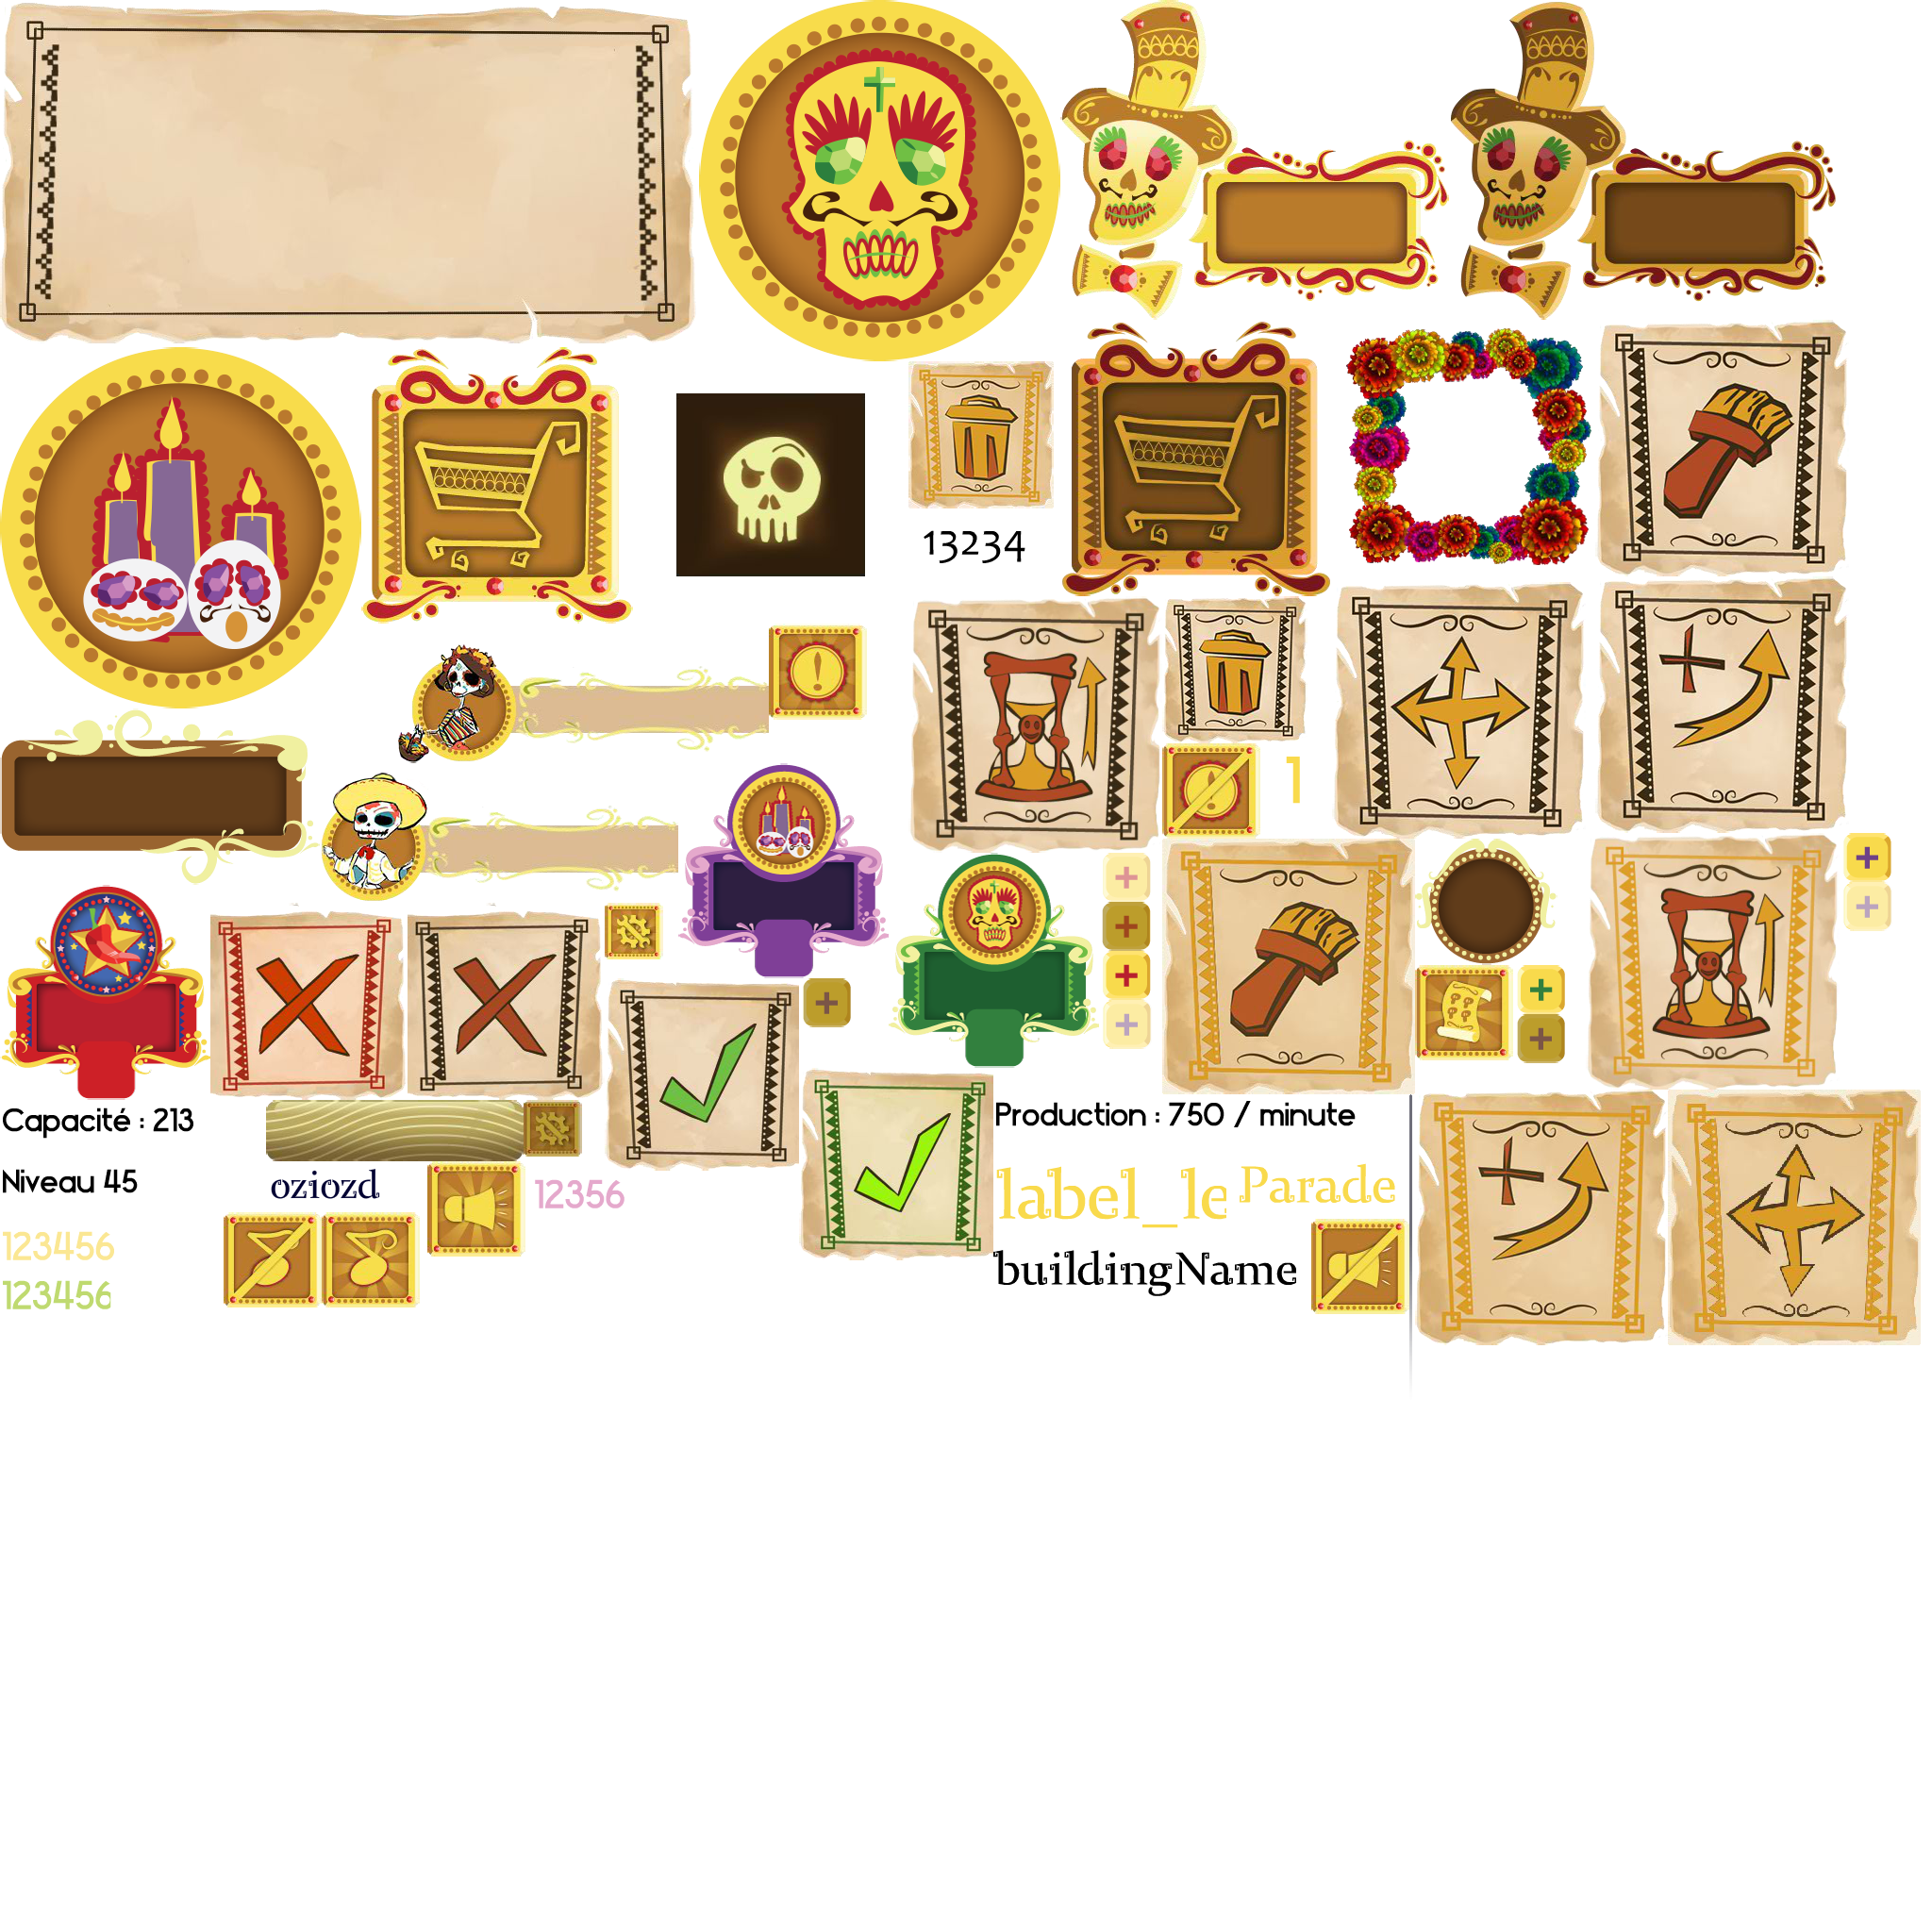 13234
1
Capacité : 213
Production : 750 / minute
Niveau 45
oziozd
12356
label_le
Parade
123456
buildingName
123456